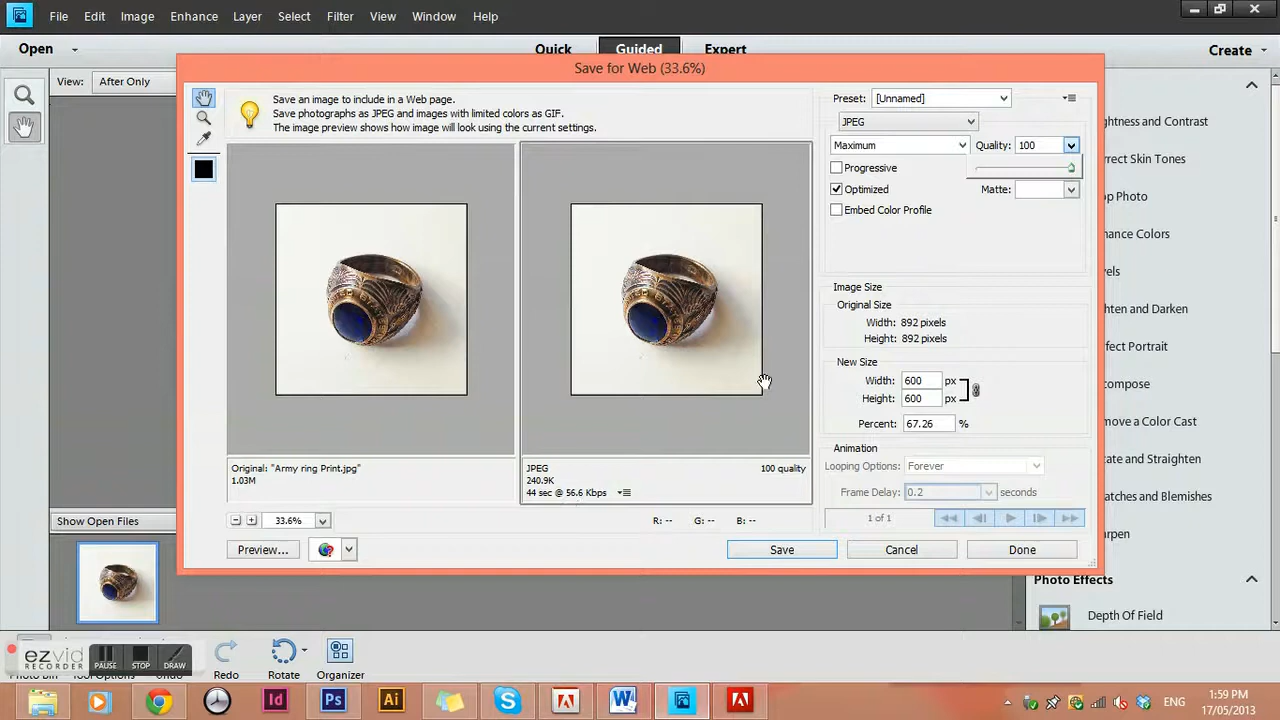 File Edit Image Enhance Layer Select Filter View Window Help
Open Quick Guided Expert Create
View: After Only
Save for Web (33.6%)
Save an image to include in a Web page.
Save photographs as JPEG and images with limited colors as GIF.
The image preview shows how image will look using the current settings.
Preset: [Unnamed]
JPEG
Maximum Quality: 100
Progressive
Optimized Matte:
Embed Color Profile
Image Size
Original Size
Width: 892 pixels
Height: 892 pixels
New Size
Width: 600 px
Height: 600 px
Percent: 67.26 %
Animation
Looping Options: Forever
Frame Delay: 0.2 seconds
1 of 1
Original: "Army ring Print.jpg"
1.03M
JPEG 100 quality
240.9K
44 sec @ 56.6 Kbps
33.6% R: -- G: -- B: --
Preview... Save Cancel Done
ghtness and Contrast
rrect Skin Tones
op Photo
hance Colors
vels
ghten and Darken
erfect Portrait
compose
move a Color Cast
tate and Straighten
atches and Blemishes
arpen
Photo Effects
Depth Of Field
Show Open Files
ezvid
RECORDER
PAUSE STOP DRAW
Redo Rotate Organizer
Id Ps Ai S W
ENG
1:59 PM
17/05/2013